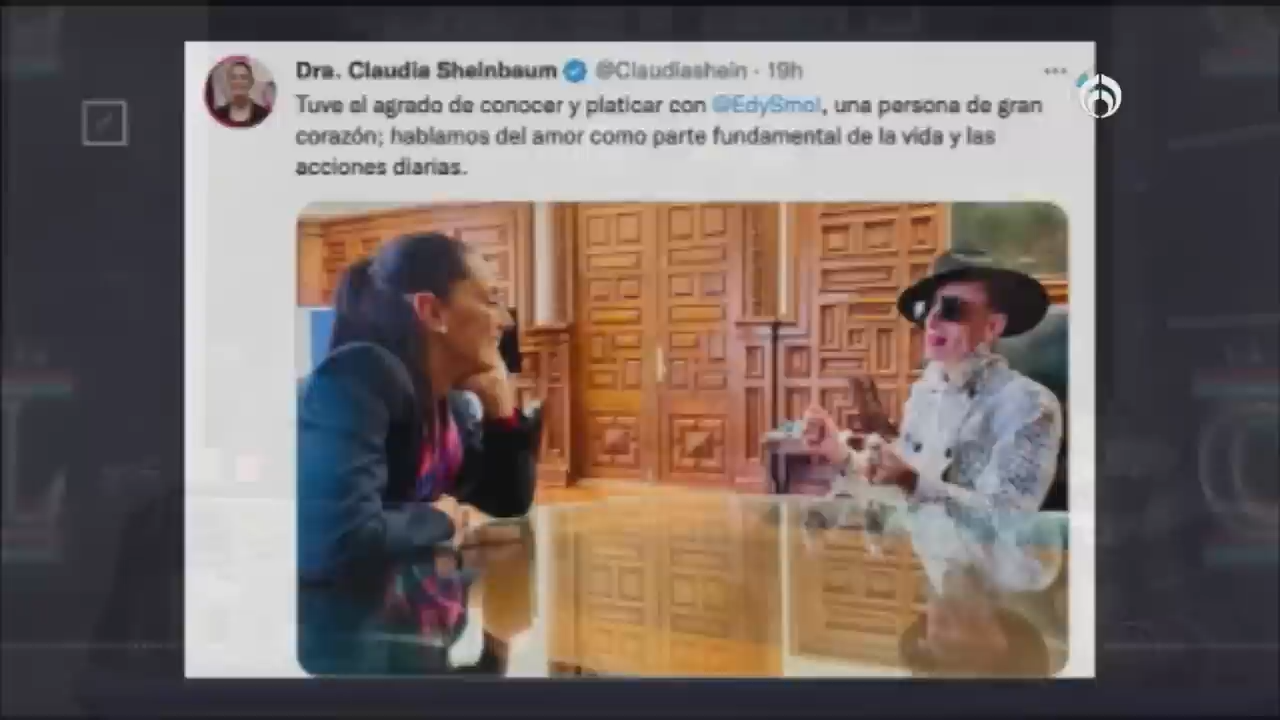 Dra. Claudia Sheinbaum @Claudiashein · 19h
Tuve el agrado de conocer y platicar con @EdySmol, una persona de gran
corazón; hablamos del amor como parte fundamental de la vida y las
acciones diarias.